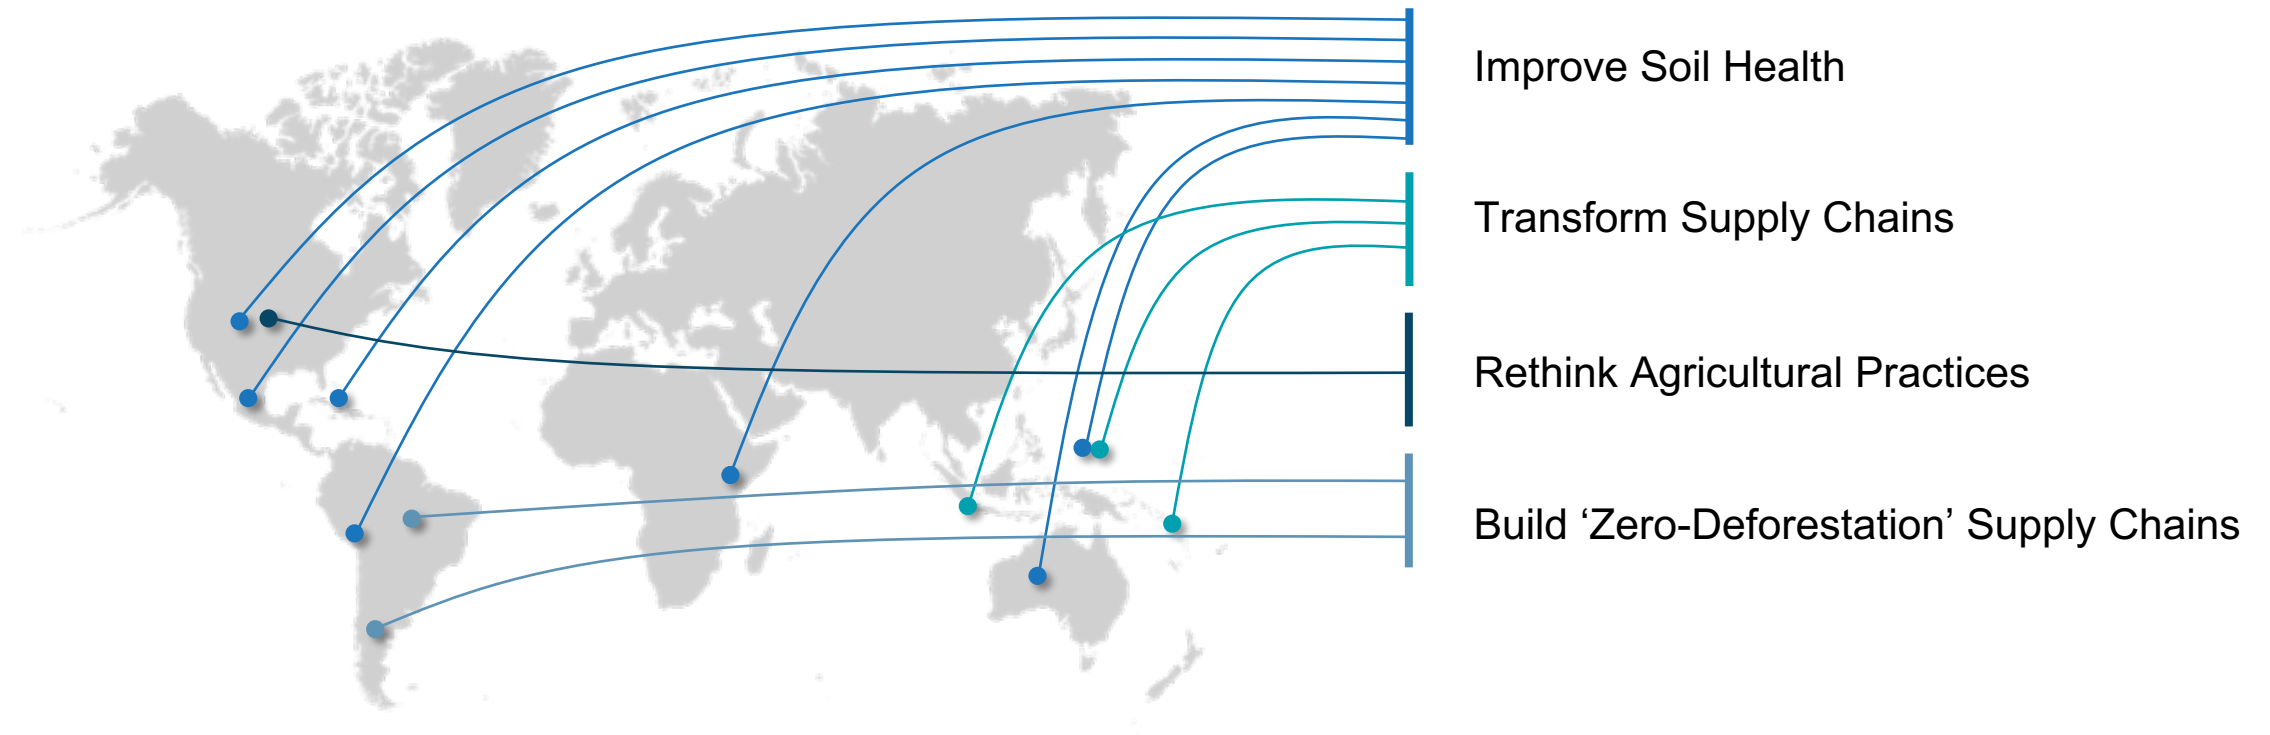 Improve Soil Health
Transform Supply Chains
Rethink Agricultural Practices
Build ‘Zero-Deforestation’ Supply Chains